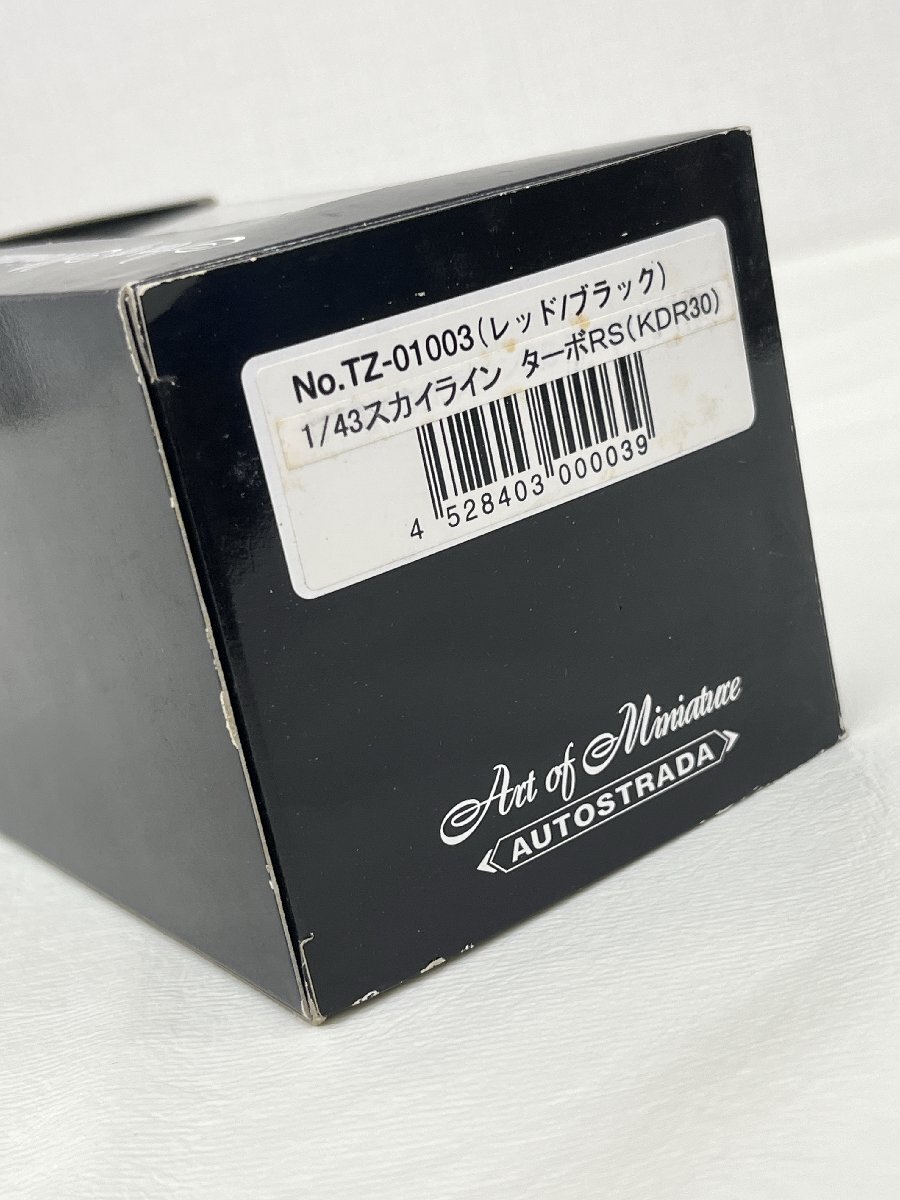 No.TZ-01003(レッド/ブラック)
1/43スカイライン ターボRS(KDR30)
4 528403 000039
Art of Miniature
AUTOSTRADA